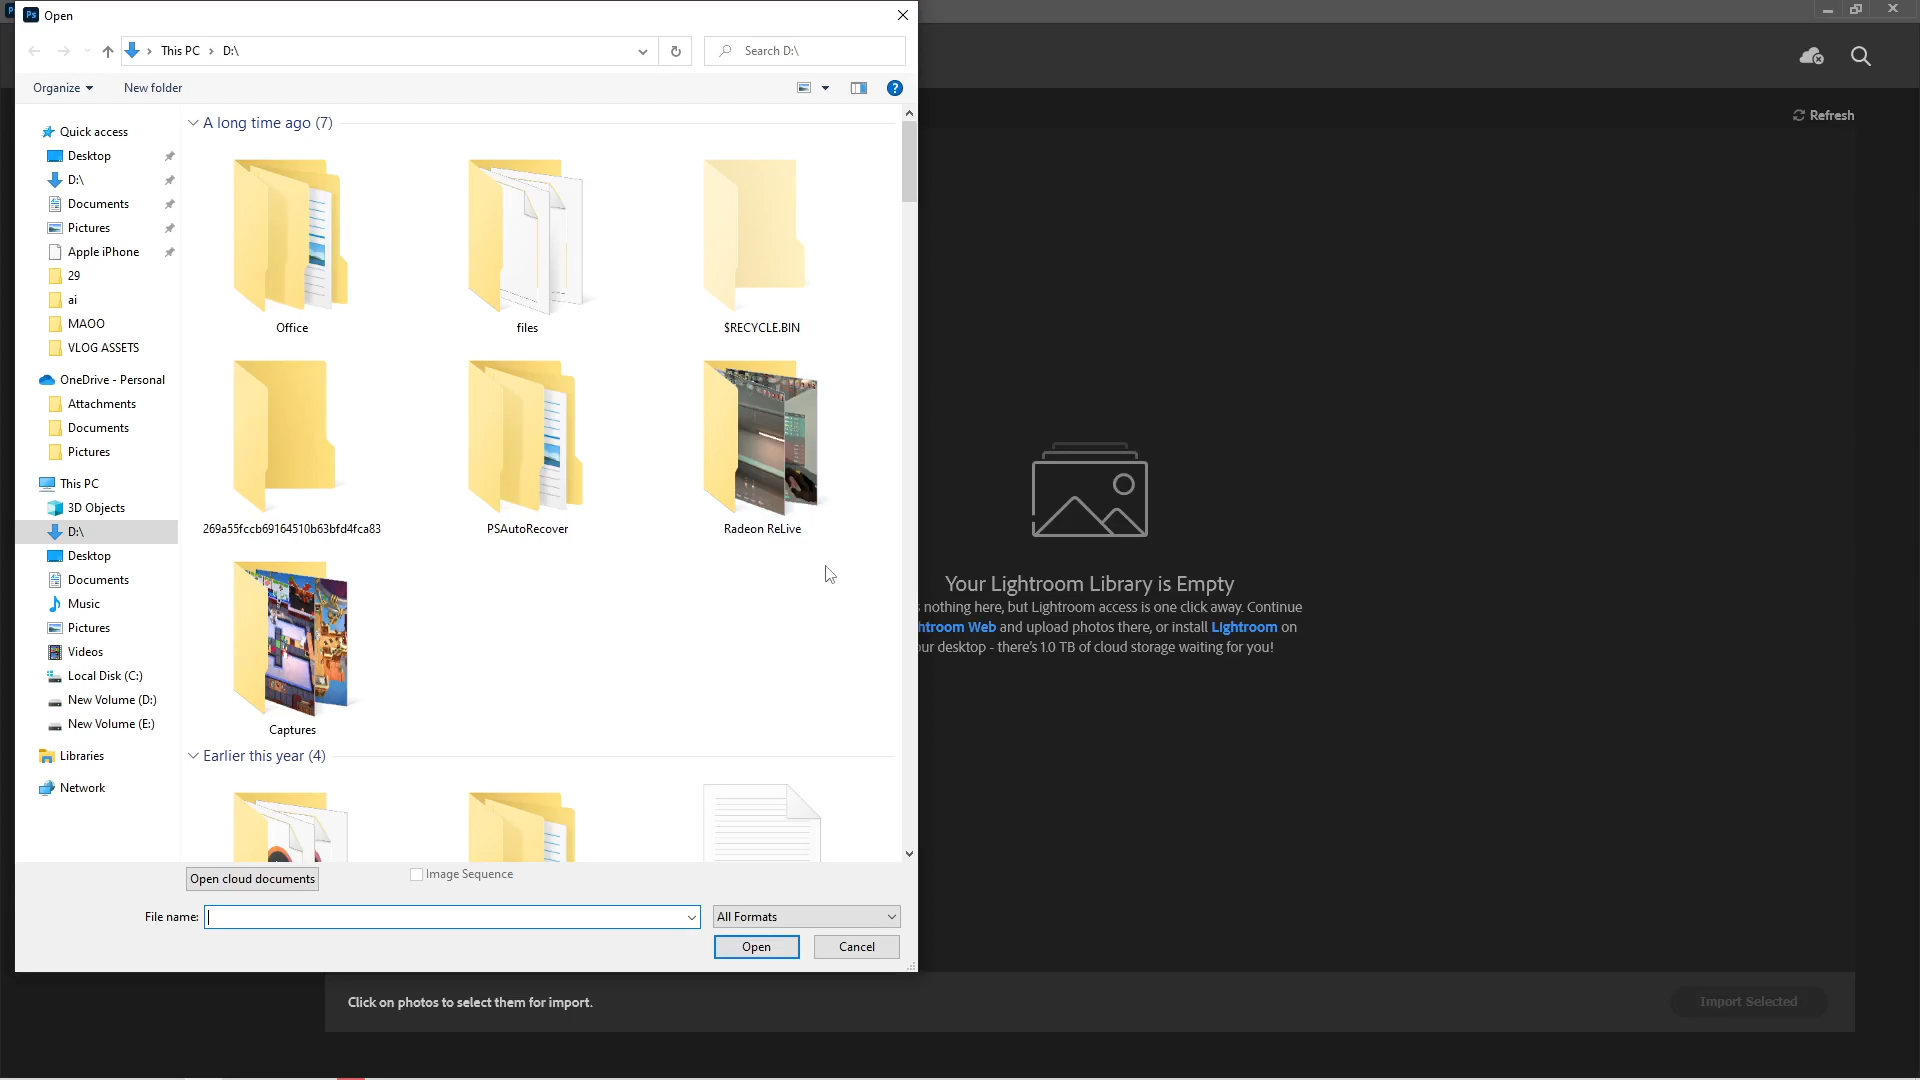 Ps Open
This PC D:\
Search D:\
Organize
New folder
Refresh
Quick access
Desktop
D:\
Documents
Pictures
Apple iPhone
29
ai
MAOO
VLOG ASSETS
OneDrive - Personal
Attachments
Documents
Pictures
This PC
3D Objects
D:\
Desktop
Documents
Music
Pictures
Videos
Local Disk (C:)
New Volume (D:)
New Volume (E:)
Libraries
Network
A long time ago (7)
Office
files
$RECYCLE.BIN
269a55fccb69164510b63bfd4fca83
PSAutoRecover
Radeon ReLive
Captures
Earlier this year (4)
Your Lightroom Library is Empty
nothing here, but Lightroom access is one click away. Continue
htroom Web and upload photos there, or install Lightroom on
ur desktop - there's 1.0 TB of cloud storage waiting for you!
Open cloud documents
Image Sequence
File name:
All Formats
Open
Cancel
Click on photos to select them for import.
Import Selected